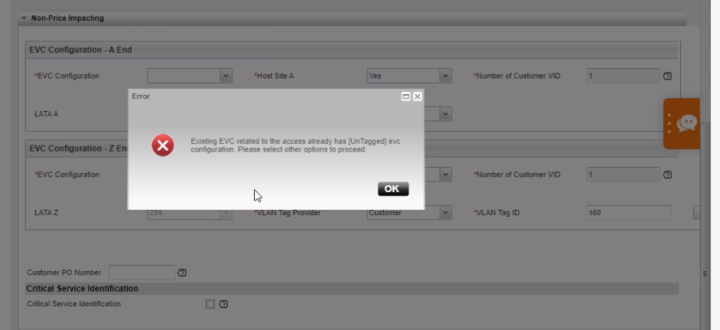 Non-Price Impacting
EVC Configuration - A End
*EVC Configuration
*Host Site A
Yes
*Number of Customer VID
1
LATA A
Error
Existing EVC related to the access already has [UnTagged] evc
configuration. Please select other options to proceed.
OK
EVC Configuration - Z En
*EVC Configuration
*Number of Customer VID
1
LATA Z
234
*VLAN Tag Provider
Customer
*VLAN Tag ID
160
Customer PO Number
Critical Service Identification
Critical Service Identification